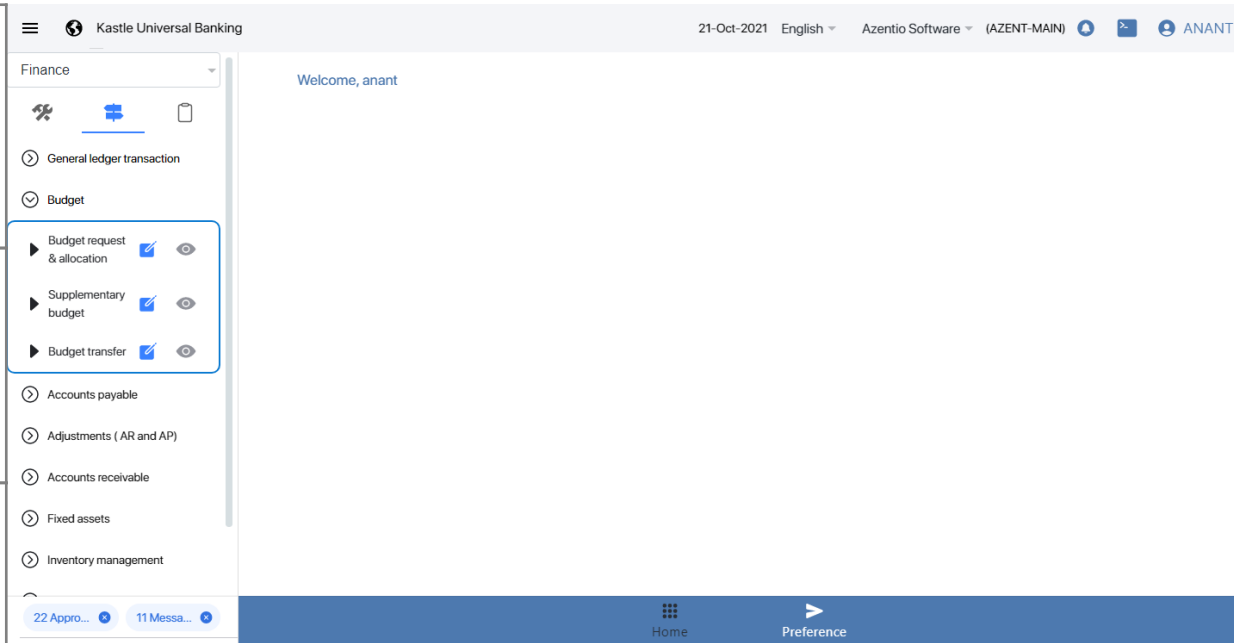 Kastle Universal Banking
21-Oct-2021 English Azentio Software (AZENT-MAIN) ANANT
Finance
Welcome, anant
General ledger transaction
Budget
Budget request
& allocation
Supplementary
budget
Budget transfer
Accounts payable
Adjustments ( AR and AP)
Accounts receivable
Fixed assets
Inventory management
22 Appro... 11 Messa...
Home
Preference